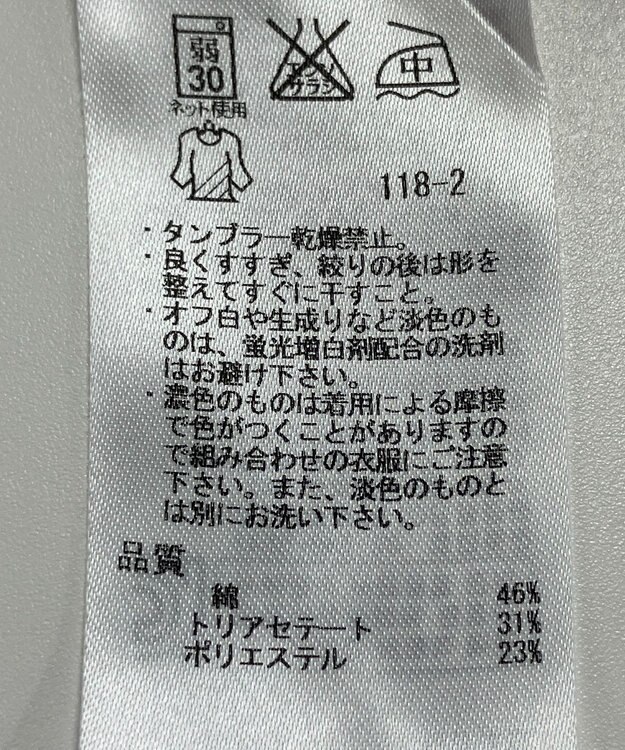 弱
30
ネット使用
エンソ
サラシ
中
118-2
・タンブラー乾燥禁止。
・良くすすぎ、絞りの後は形を
整えてすぐに干すこと。
・オフ白や生成りなど淡色のも
のは、蛍光増白剤配合の洗剤
はお避け下さい。
・濃色のものは着用による摩擦
で色がつくことがありますの
で組み合わせの衣服にご注意
下さい。また、淡色のものと
は別にお洗い下さい。
品質
綿 46%
トリアセテート 31%
ポリエステル 23%